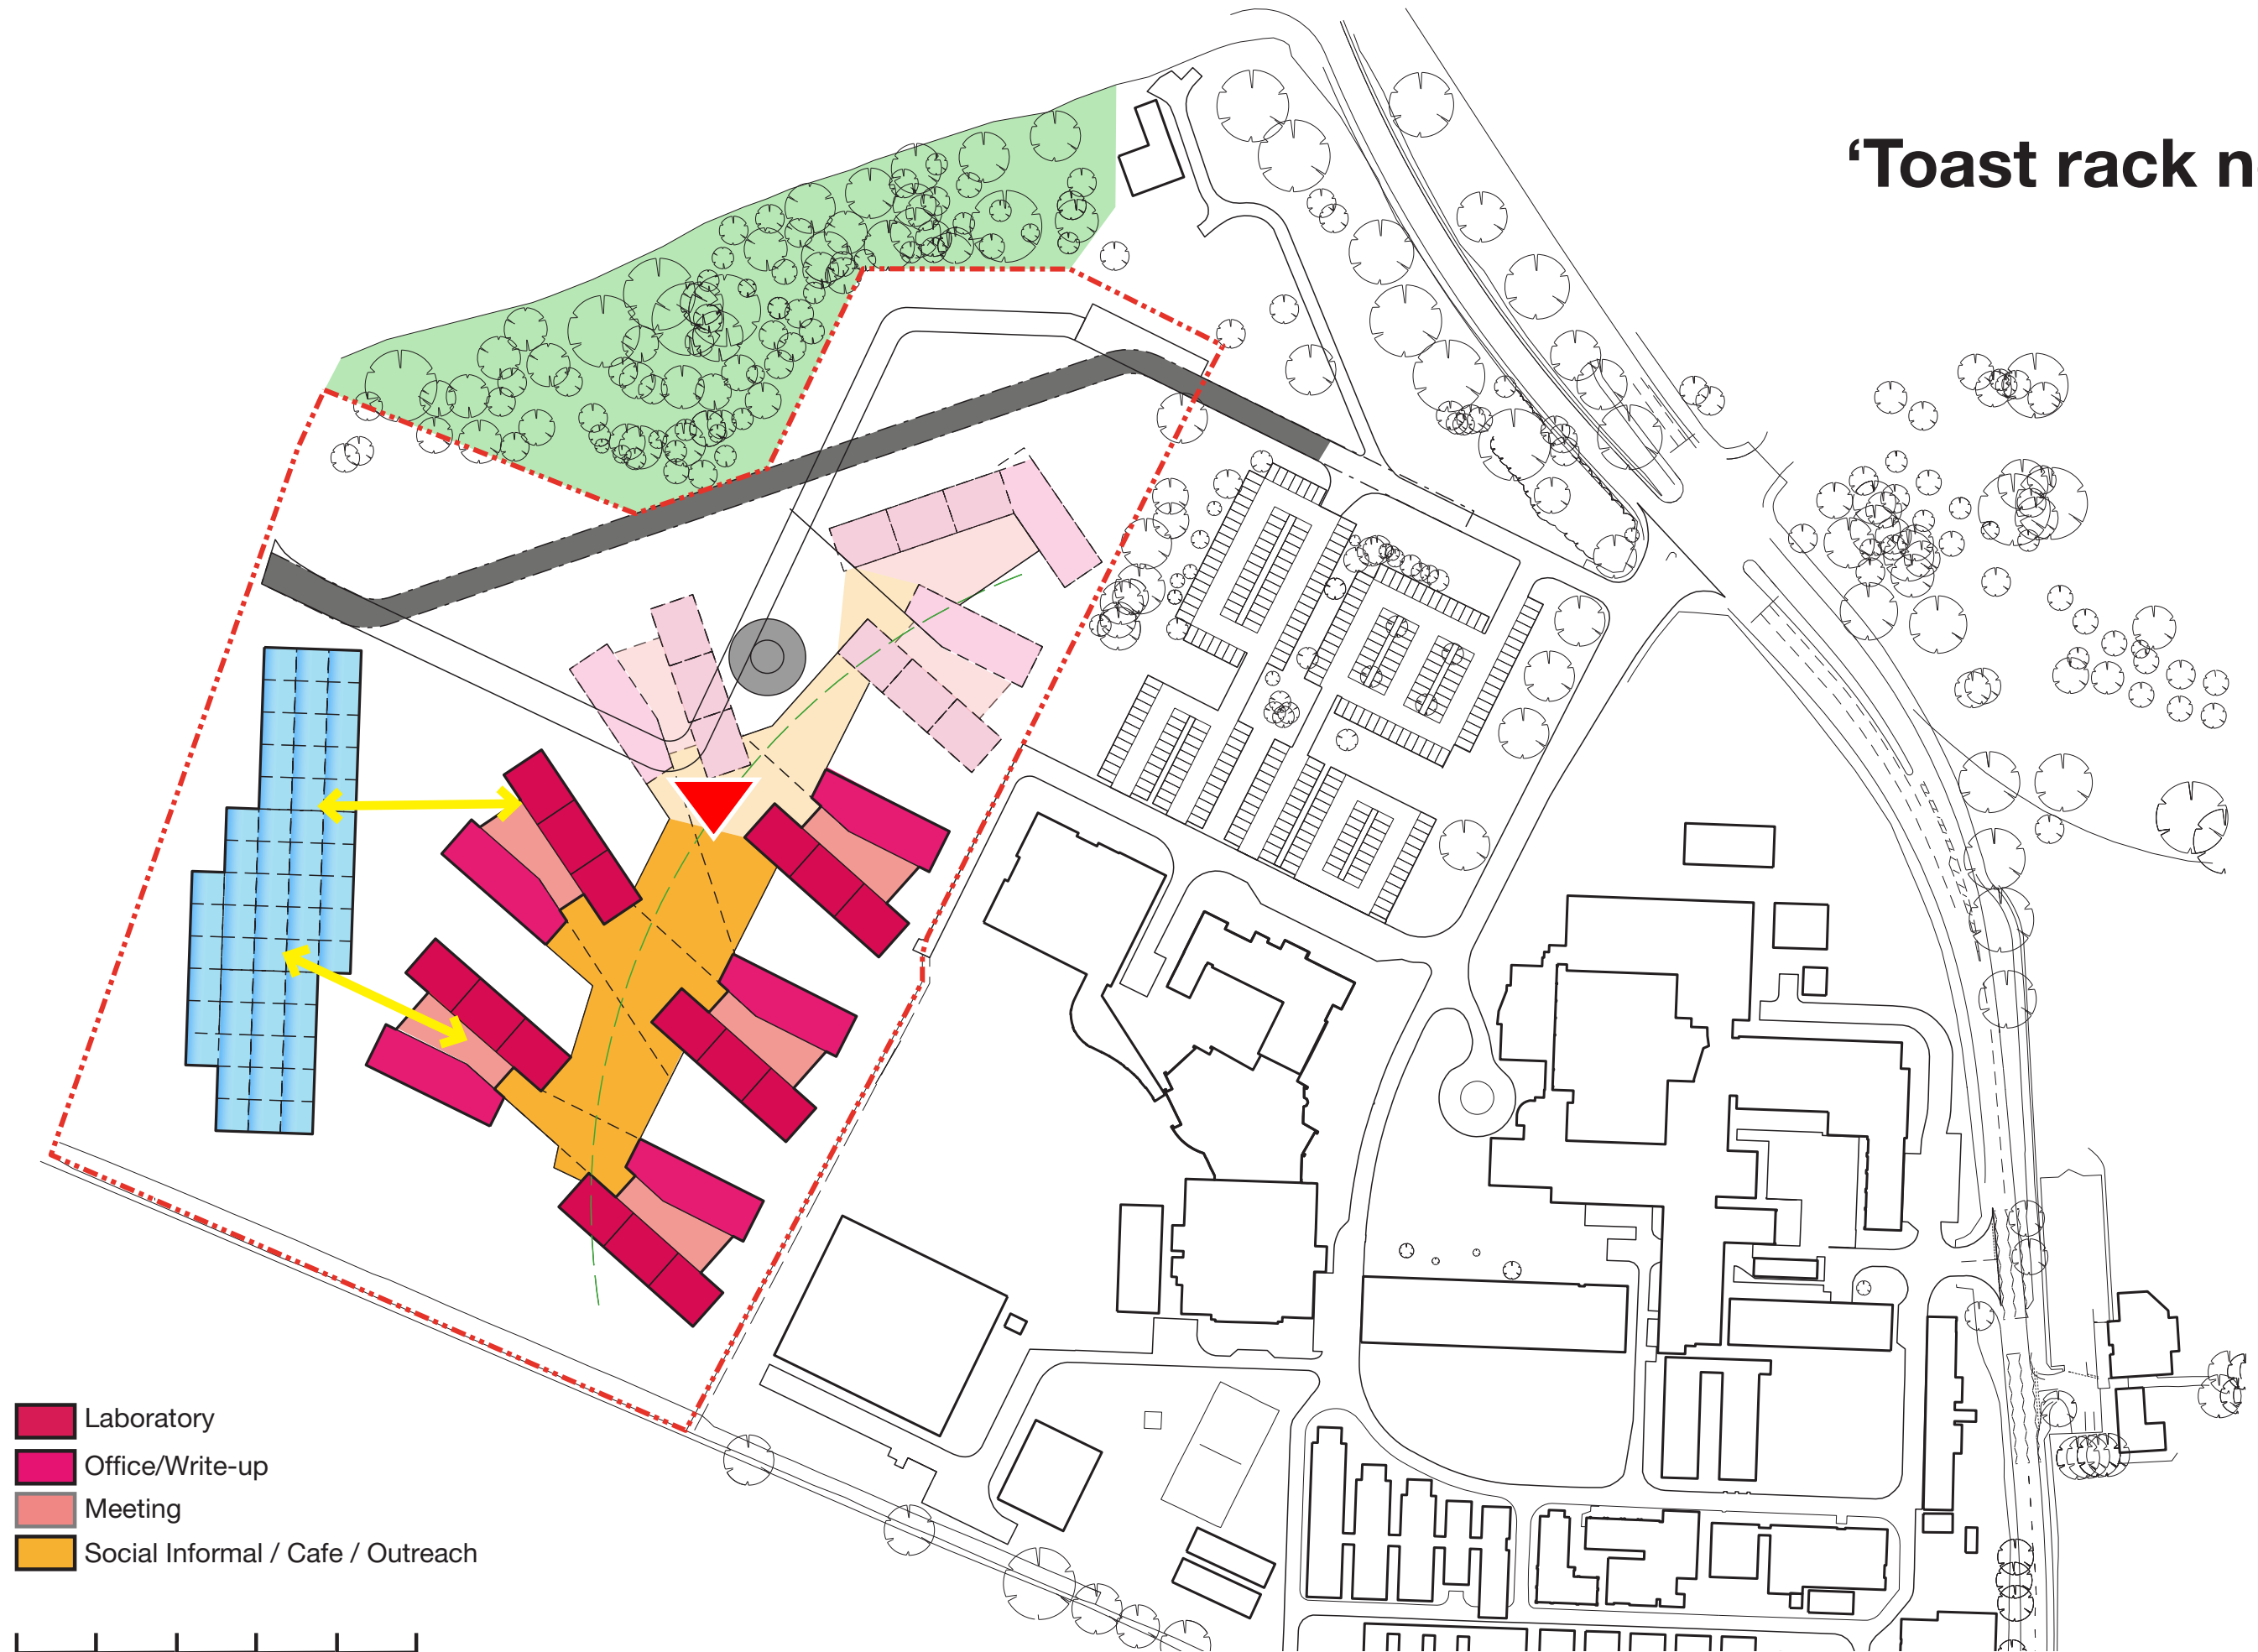 ‘Toast rack n
Laboratory
Office/Write-up
Meeting
Social Informal / Cafe / Outreach